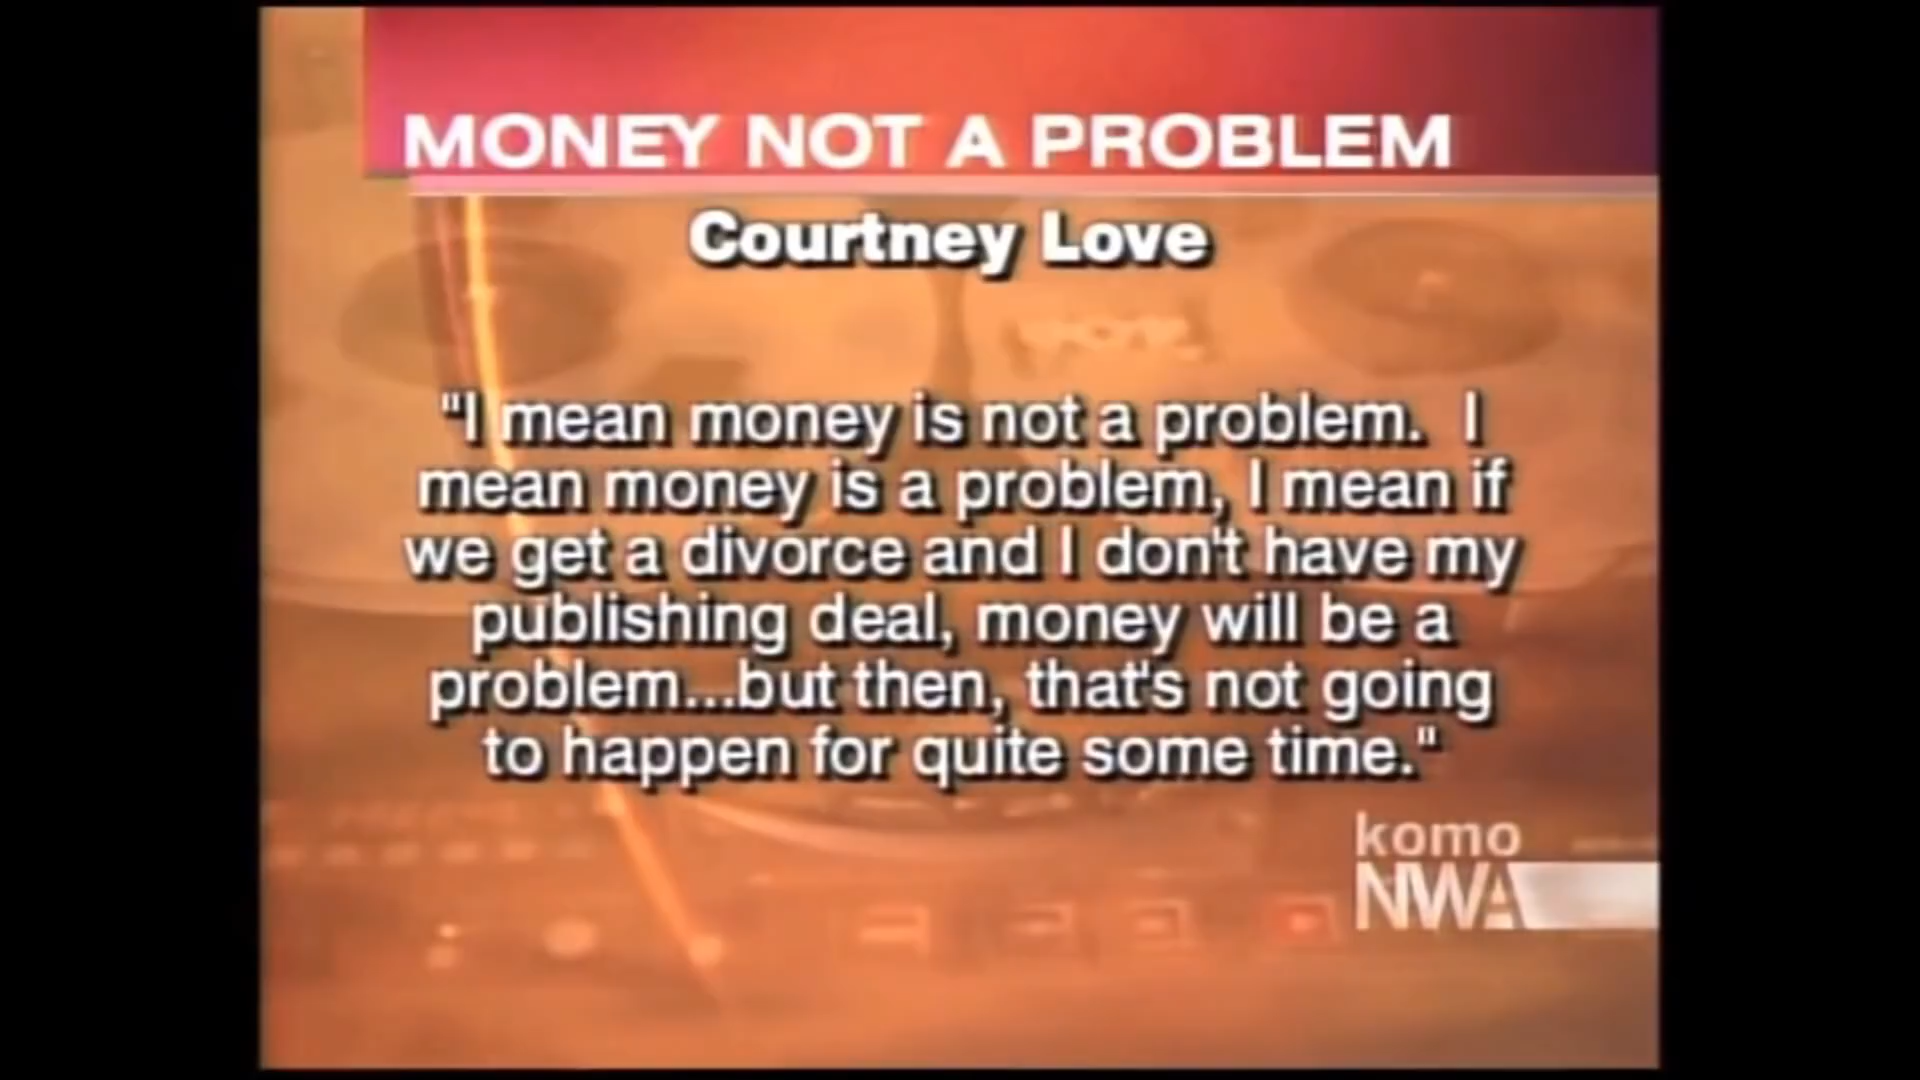 MONEY NOT A PROBLEM
Courtney Love
"I mean money is not a problem.  I
mean money is a problem, I mean if
we get a divorce and I don't have my
publishing deal, money will be a
problem...but then, that's not going
to happen for quite some time."
komo
NWA